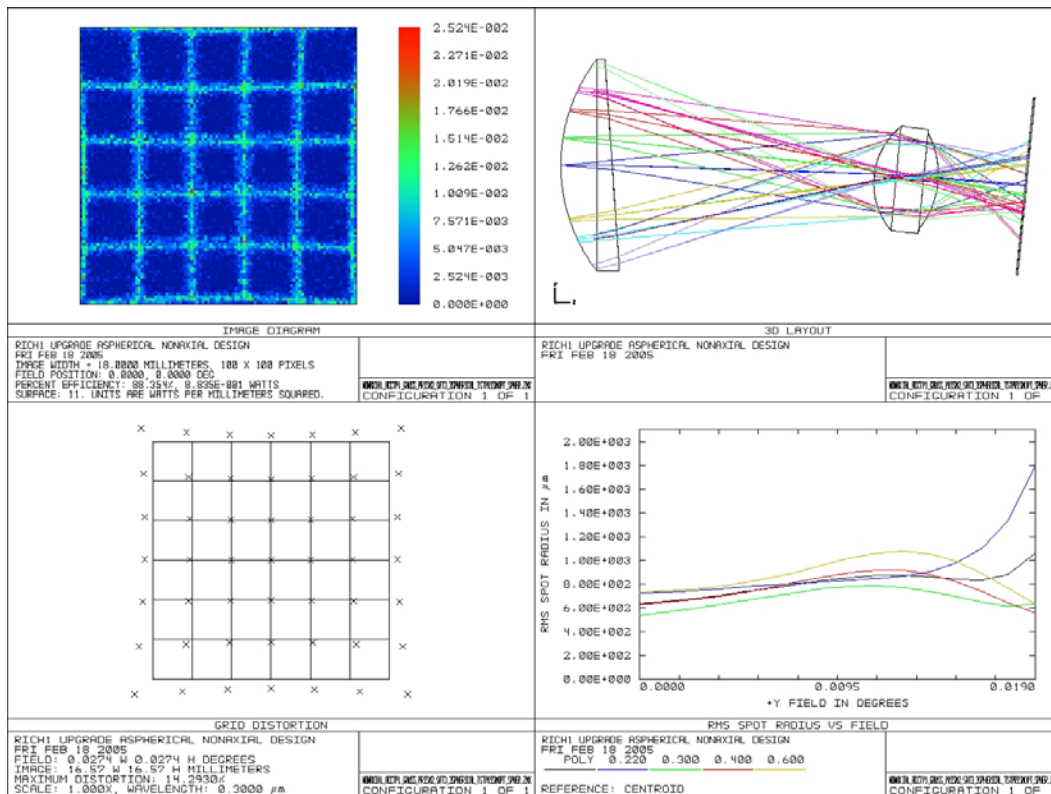 2.524E-002
2.271E-002
2.019E-002
1.766E-002
1.514E-002
1.262E-002
1.009E-002
7.571E-003
5.047E-003
2.524E-003
0.000E+000
IMAGE DIAGRAM
RICH1 UPGRADE ASPHERICAL NONAXIAL DESIGN
FRI FEB 18 2005
IMAGE WIDTH = 18.0000 MILLIMETERS, 100 X 100 PIXELS
FIELD POSITION: 0.0000, 0.0000 DEG
PERCENT EFFICIENCY: 88.354%, 8.835E-001 WATTS
SURFACE: 11. UNITS ARE WATTS PER MILLIMETERS SQUARED.
CONFIGURATION 1 OF 1
3D LAYOUT
RICH1 UPGRADE ASPHERICAL NONAXIAL DESIGN
FRI FEB 18 2005
CONFIGURATION 1 OF 1
GRID DISTORTION
RICH1 UPGRADE ASPHERICAL NONAXIAL DESIGN
FRI FEB 18 2005
FIELD: 0.0274 W 0.0274 H DEGREES
IMAGE: 16.57 W 16.57 H MILLIMETERS
MAXIMUM DISTORTION: 14.2930%
SCALE: 1.000X, WAVELENGTH: 0.3000 µm
CONFIGURATION 1 OF 1
RMS SPOT RADIUS IN µm
2.00E+003
1.80E+003
1.60E+003
1.40E+003
1.20E+003
1.00E+003
8.00E+002
6.00E+002
4.00E+002
2.00E+002
0.00E+000
0.0000 0.0095 0.0190
+Y FIELD IN DEGREES
RMS SPOT RADIUS VS FIELD
RICH1 UPGRADE ASPHERICAL NONAXIAL DESIGN
FRI FEB 18 2005
POLY 0.220 0.300 0.400 0.600
REFERENCE: CENTROID
CONFIGURATION 1 OF 1